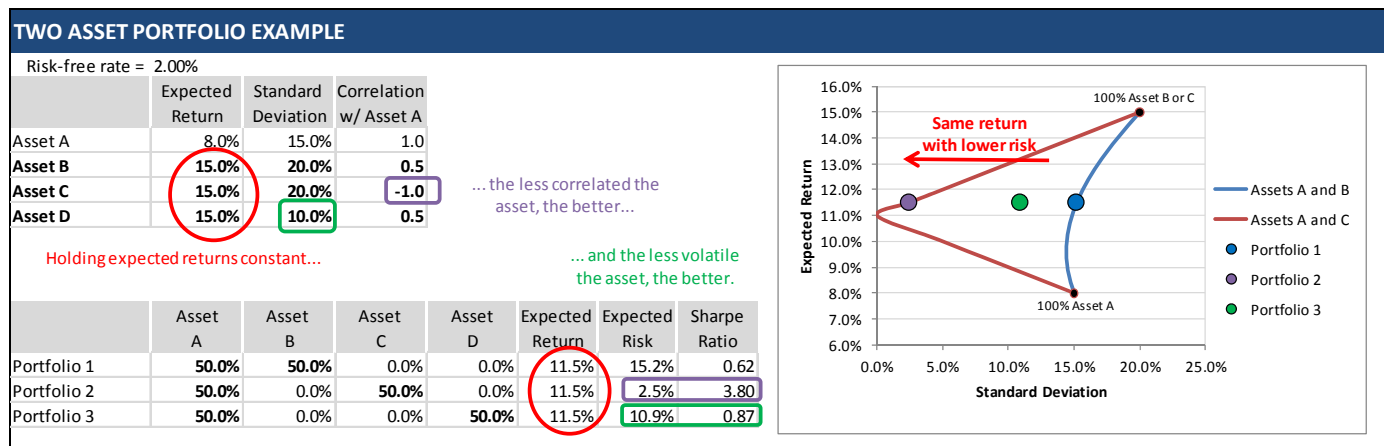 TWO ASSET PORTFOLIO EXAMPLE
Risk-free rate = 2.00%
Expected Standard Correlation
Return Deviation w/ Asset A
Asset A 8.0% 15.0% 1.0
Asset B 15.0% 20.0% 0.5
Asset C 15.0% 20.0% -1.0
Asset D 15.0% 10.0% 0.5
... the less correlated the
asset, the better...
Holding expected returns constant...
... and the less volatile
the asset, the better.
Asset Asset Asset Asset Expected Expected Sharpe
A B C D Return Risk Ratio
Portfolio 1 50.0% 50.0% 0.0% 0.0% 11.5% 15.2% 0.62
Portfolio 2 50.0% 0.0% 50.0% 0.0% 11.5% 2.5% 3.80
Portfolio 3 50.0% 0.0% 0.0% 50.0% 11.5% 10.9% 0.87
16.0%
15.0%
14.0%
13.0%
12.0%
11.0%
10.0%
9.0%
8.0%
7.0%
6.0%
Expected Return
100% Asset B or C
Same return
with lower risk
100% Asset A
0.0% 5.0% 10.0% 15.0% 20.0% 25.0%
Standard Deviation
Assets A and B
Assets A and C
Portfolio 1
Portfolio 2
Portfolio 3